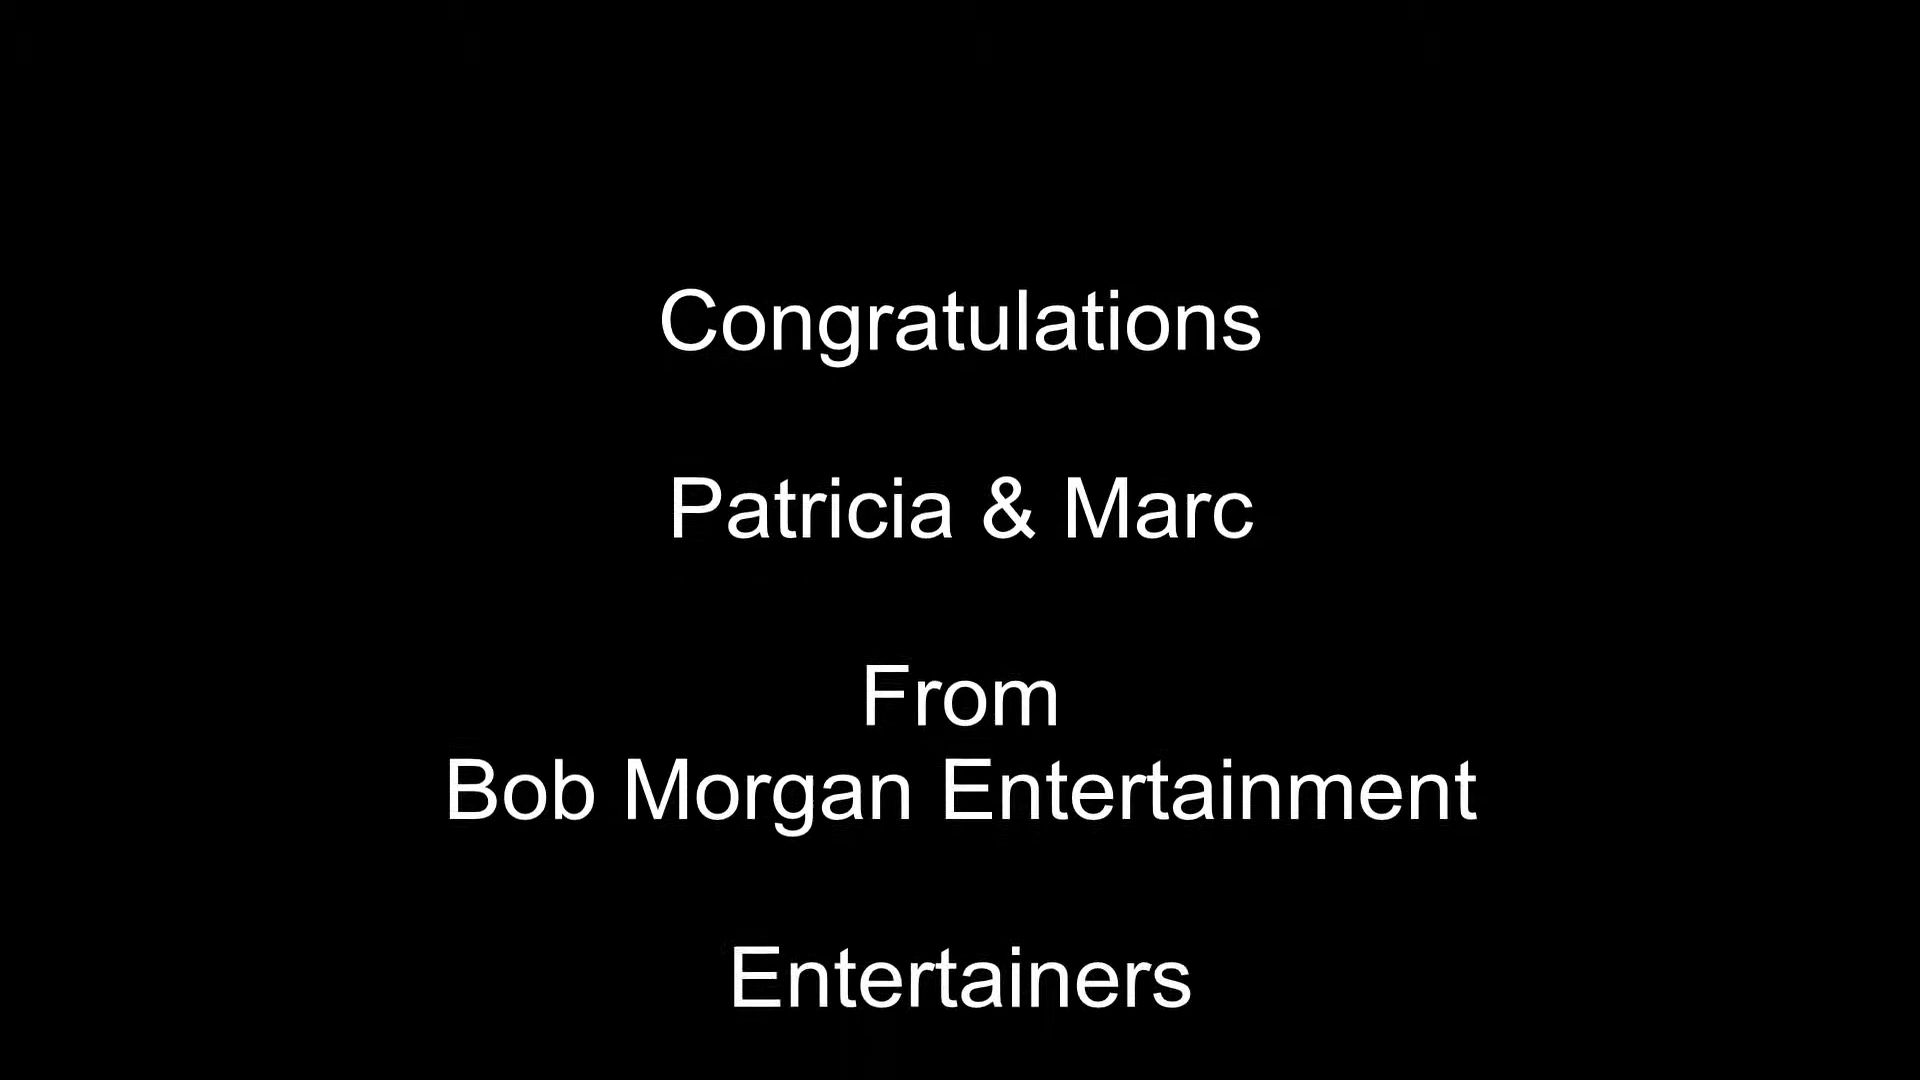 Congratulations
Patricia & Marc
From
Bob Morgan Entertainment
Entertainers